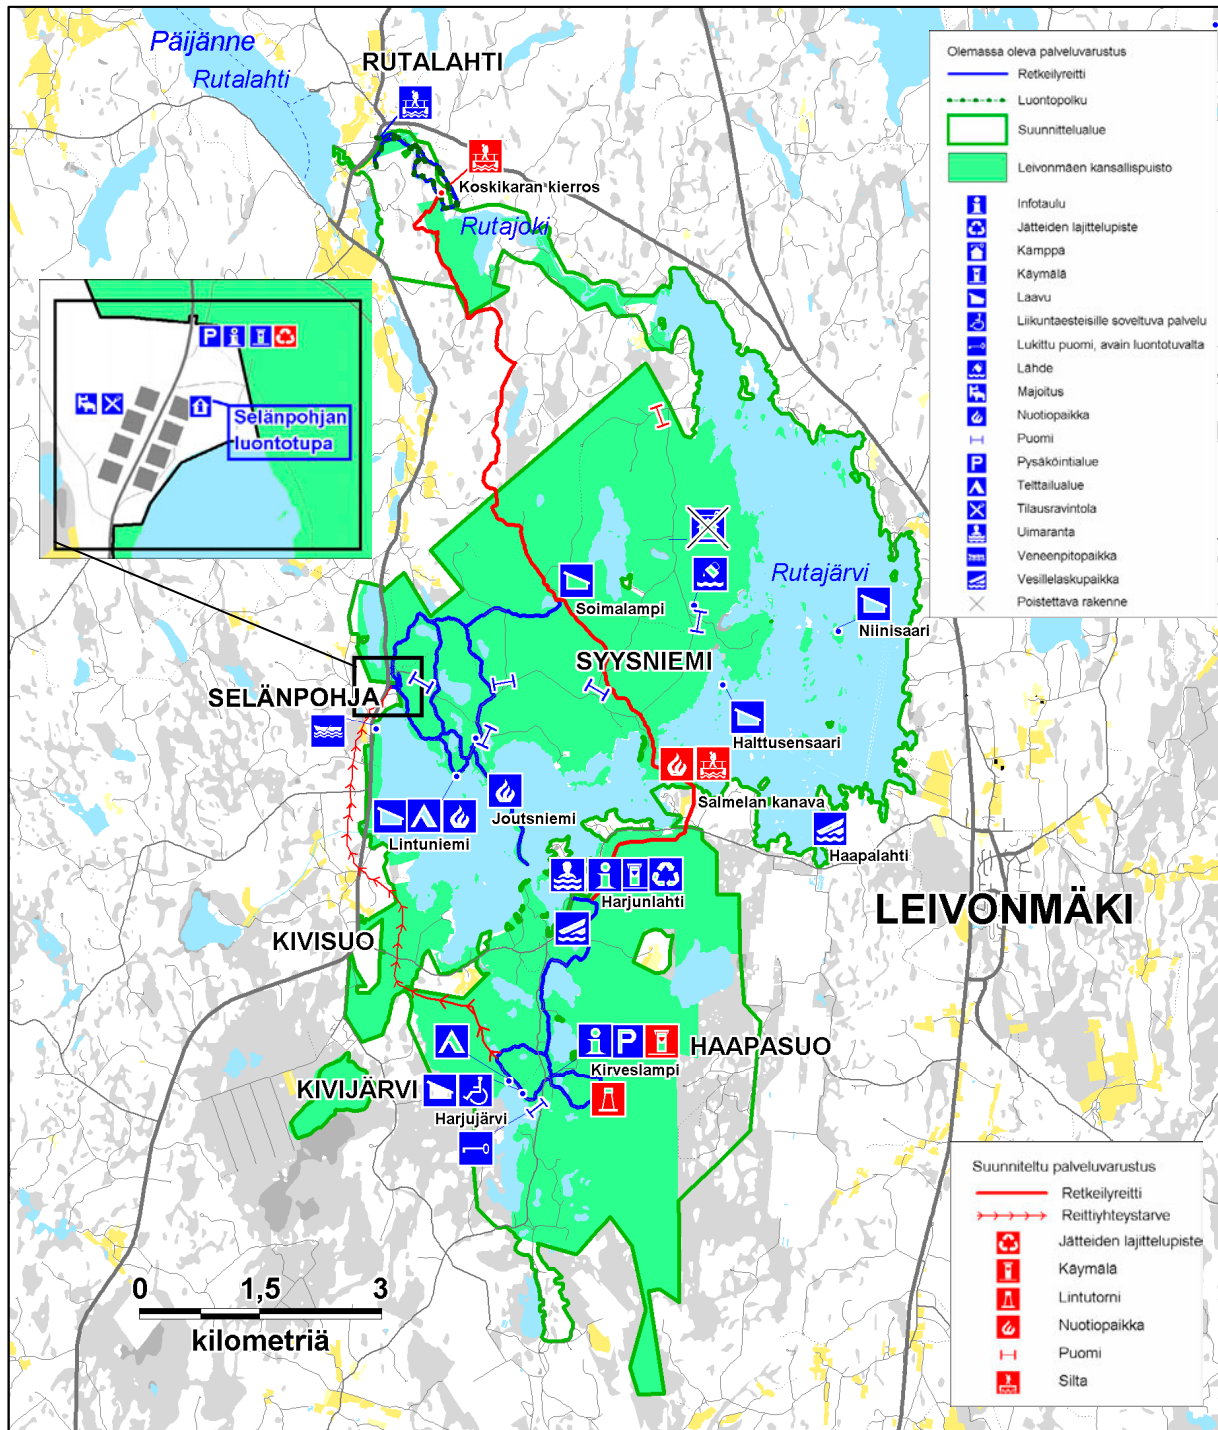 Päijänne
Rutalahti
RUTALAHTI
Koskikaran kierros
Rutajoki
P
Selänpohjan
luontotupa
Soimalampi
Rutajärvi
Niinisaari
SYYSNIEMI
SELÄNPOHJA
Halttusensaari
Joutsniemi
Salmelan kanava
Lintuniemi
Haapalahti
Harjunlahti
LEIVONMÄKI
KIVISUO
P
HAAPASUO
Kirveslampi
KIVIJÄRVI
Harjujärvi
0 1,5 3
kilometriä
Olemassa oleva palveluvarustus
Retkeilyreitti
Luontopolku
Suunnittelualue
Leivonmäen kansallispuisto
Infotaulu
Jätteiden lajittelupiste
Kämppä
Käymälä
Laavu
Liikuntaesteisille soveltuva palvelu
Lukittu puomi, avain luontotuvalta
Lähde
Majoitus
Nuotiopaikka
Puomi
P Pysäköintialue
Telttailualue
Tilausravintola
Uimaranta
Veneenpitopaikka
Vesillelaskupaikka
Poistettava rakenne
Suunniteltu palveluvarustus
Retkeilyreitti
Reittiyhteystarve
Jätteiden lajittelupiste
Käymälä
Lintutorni
Nuotiopaikka
Puomi
Silta